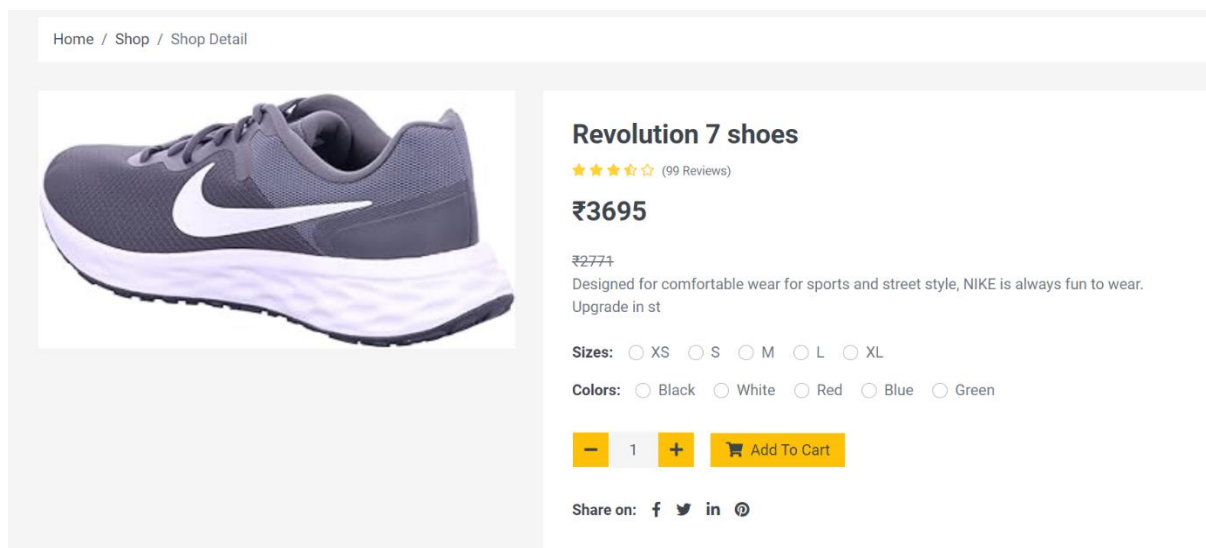 Home / Shop / Shop Detail
Revolution 7 shoes
(99 Reviews)
₹3695
₹2771
Designed for comfortable wear for sports and street style, NIKE is always fun to wear.
Upgrade in st
Sizes: XS S M L XL
Colors: Black White Red Blue Green
1
Add To Cart
Share on: